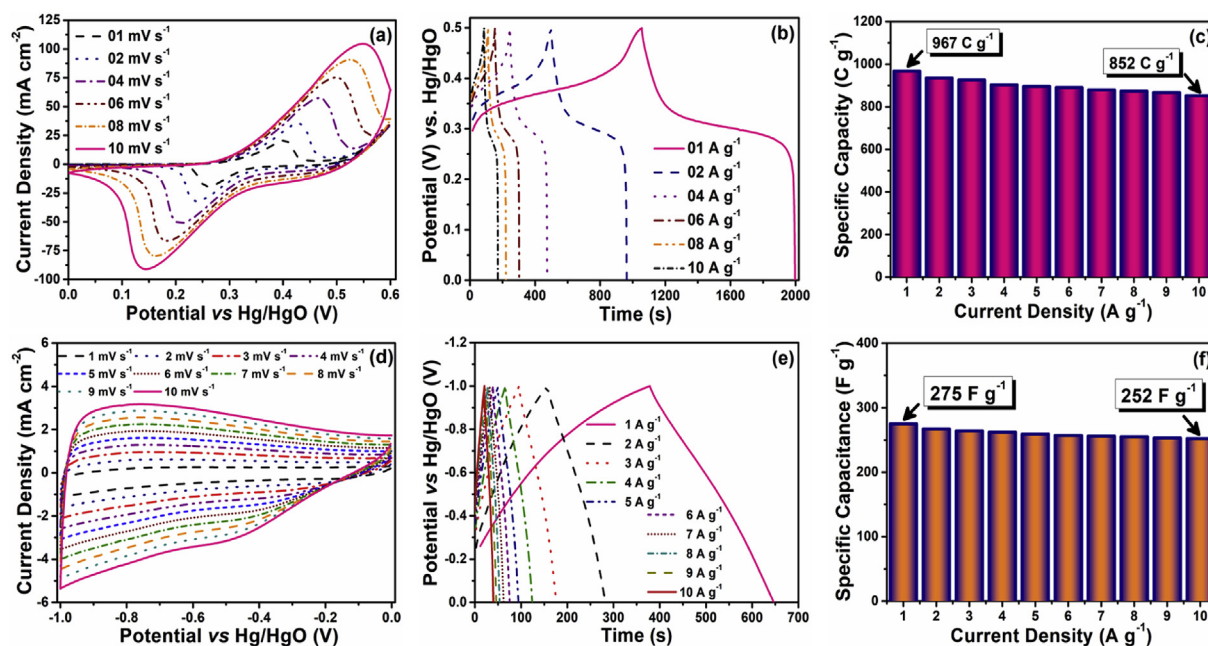 (a)
01 mV s⁻¹
02 mV s⁻¹
04 mV s⁻¹
06 mV s⁻¹
08 mV s⁻¹
10 mV s⁻¹
125
100
75
50
25
0
-25
-50
-75
-100
Current Density (mA cm⁻²)
0.0 0.1 0.2 0.3 0.4 0.5 0.6
Potential vs Hg/HgO (V)
(b)
0.5
0.4
0.3
0.2
0.1
0.0
Potential (V) vs. Hg/HgO
01 A g⁻¹
02 A g⁻¹
04 A g⁻¹
06 A g⁻¹
08 A g⁻¹
10 A g⁻¹
0 400 800 1200 1600 2000
Time (s)
(c)
967 C g⁻¹
852 C g⁻¹
1200
1000
800
600
400
200
0
Specific Capacity (C g⁻¹)
1 2 3 4 5 6 7 8 9 10
Current Density (A g⁻¹)
(d)
1 mV s⁻¹ 2 mV s⁻¹ 3 mV s⁻¹ 4 mV s⁻¹
5 mV s⁻¹ 6 mV s⁻¹ 7 mV s⁻¹ 8 mV s⁻¹
9 mV s⁻¹ 10 mV s⁻¹
6
4
2
0
-2
-4
-6
Current Density (mA cm⁻²)
-1.0 -0.8 -0.6 -0.4 -0.2 0.0
Potential vs Hg/HgO (V)
(e)
-1.2
-1.0
-0.8
-0.6
-0.4
-0.2
0.0
Potential vs Hg/HgO (V)
1 A g⁻¹
2 A g⁻¹
3 A g⁻¹
4 A g⁻¹
5 A g⁻¹
6 A g⁻¹
7 A g⁻¹
8 A g⁻¹
9 A g⁻¹
10 A g⁻¹
0 100 200 300 400 500 600 700
Time (s)
(f)
275 F g⁻¹
252 F g⁻¹
400
300
200
100
0
Specific Capacitance (F g⁻¹)
1 2 3 4 5 6 7 8 9 10
Current Density (A g⁻¹)